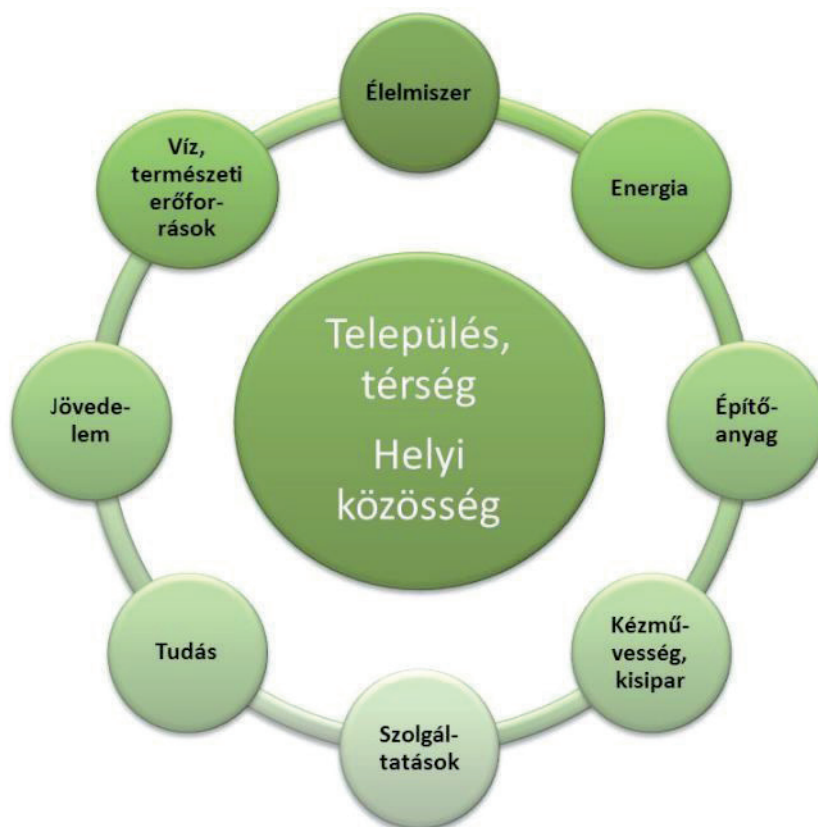 Élelmiszer
Energia
Építő-
anyag
Kézmű-
vesség,
kisipar
Szolgál-
tatások
Tudás
Jövede-
lem
Víz,
természeti
erőfor-
rások
Település,
térség
Helyi
közösség